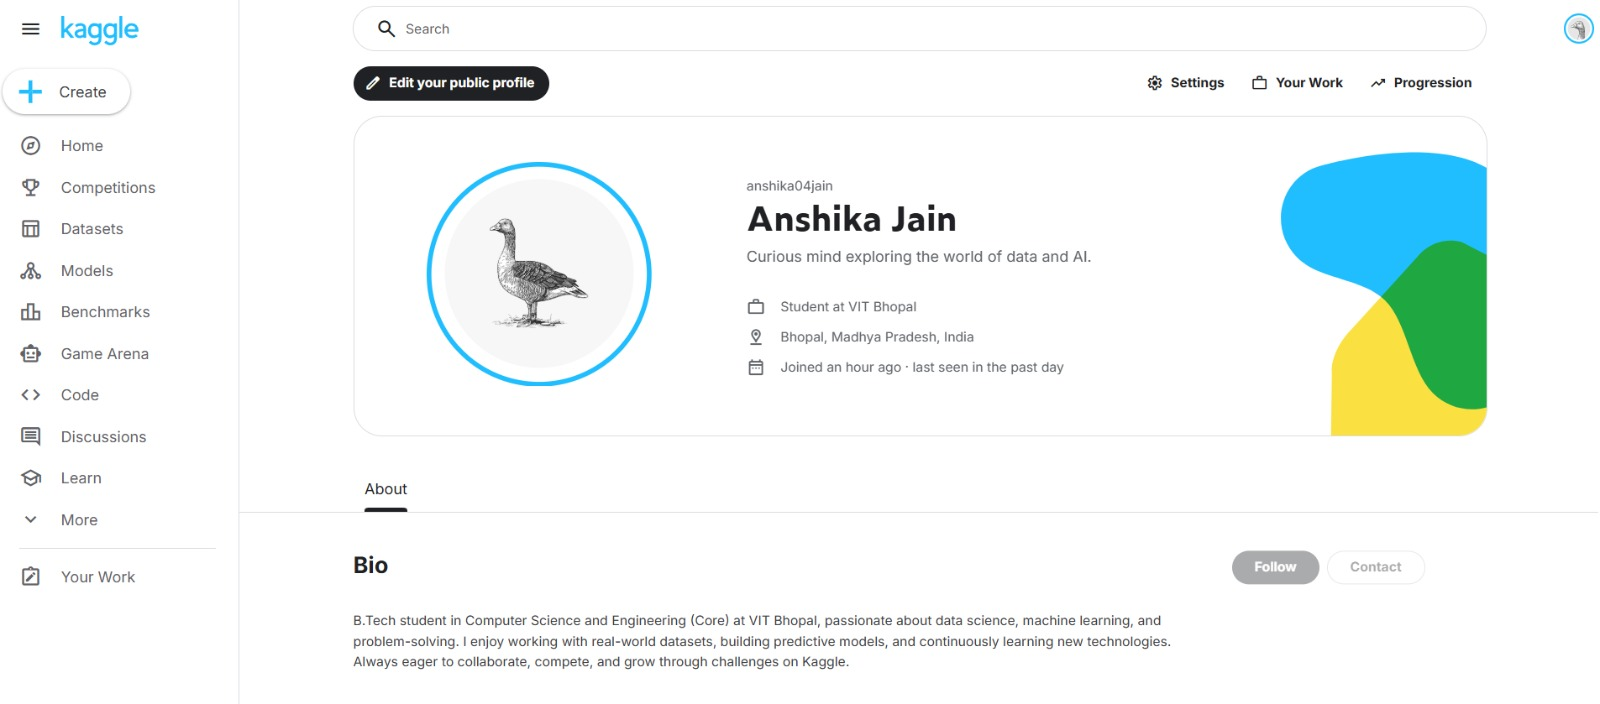 kaggle
Search
Create
Edit your public profile
Settings
Your Work
Progression
Home
Competitions
Datasets
Models
Benchmarks
Game Arena
Code
Discussions
Learn
More
Your Work
anshika04jain
Anshika Jain
Curious mind exploring the world of data and AI.
Student at VIT Bhopal
Bhopal, Madhya Pradesh, India
Joined an hour ago · last seen in the past day
About
Bio
Follow
Contact
B.Tech student in Computer Science and Engineering (Core) at VIT Bhopal, passionate about data science, machine learning, and
problem-solving. I enjoy working with real-world datasets, building predictive models, and continuously learning new technologies.
Always eager to collaborate, compete, and grow through challenges on Kaggle.